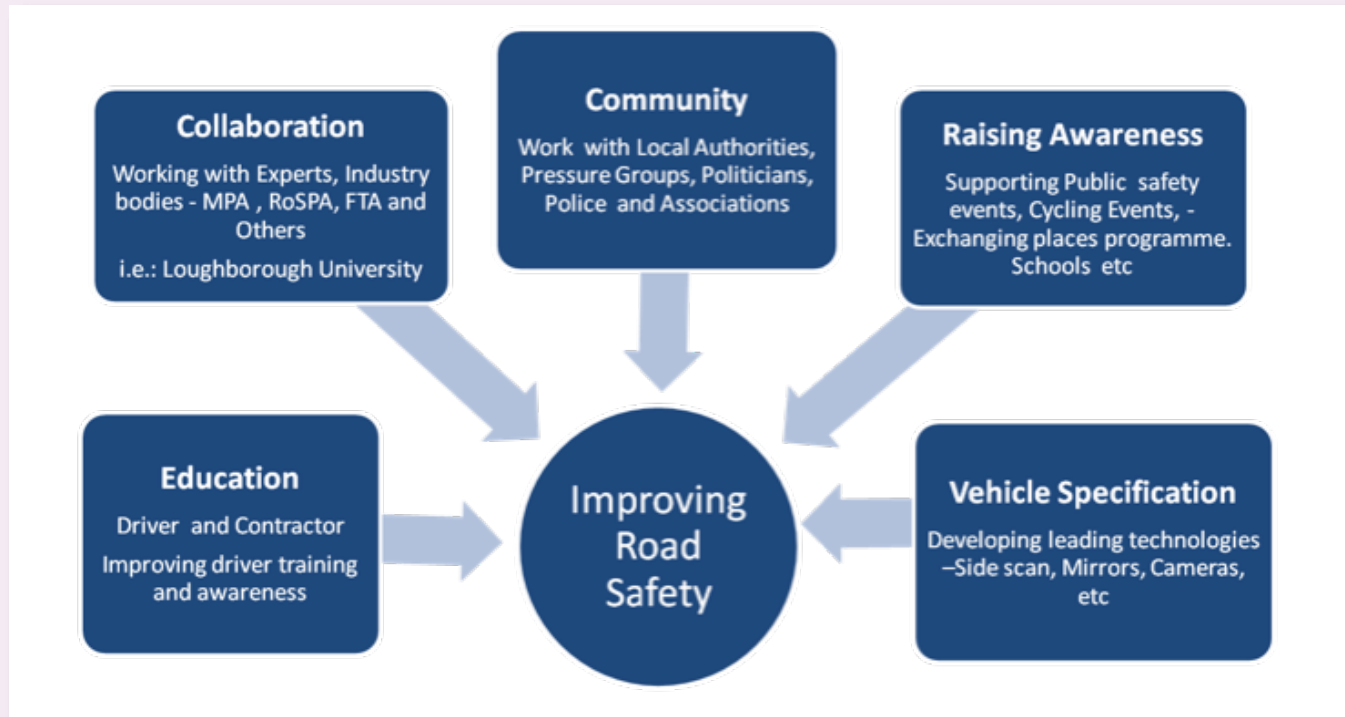 Collaboration
Working with Experts, Industry
bodies - MPA , RoSPA, FTA and
Others
i.e.: Loughborough University
Community
Work with Local Authorities,
Pressure Groups, Politicians,
Police and Associations
Raising Awareness
Supporting Public safety
events, Cycling Events, -
Exchanging places programme.
Schools etc
Education
Driver and Contractor
Improving driver training
and awareness
Improving
Road
Safety
Vehicle Specification
Developing leading technologies
–Side scan, Mirrors, Cameras,
etc